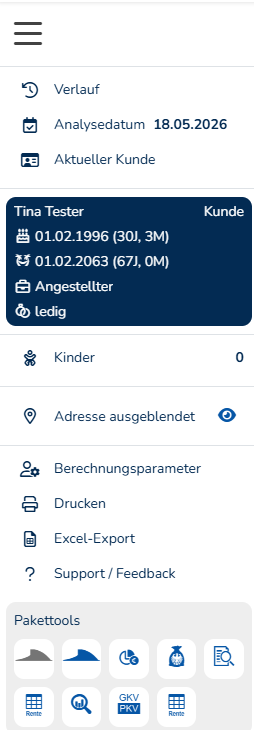 Verlauf
Analysedatum 18.05.2026
Aktueller Kunde
Tina Tester Kunde
01.02.1996 (30J, 3M)
01.02.2063 (67J, 0M)
Angestellter
ledig
Kinder 0
Adresse ausgeblendet
Berechnungsparameter
Drucken
Excel-Export
Support / Feedback
Pakettools
Rente GKV PKV Rente